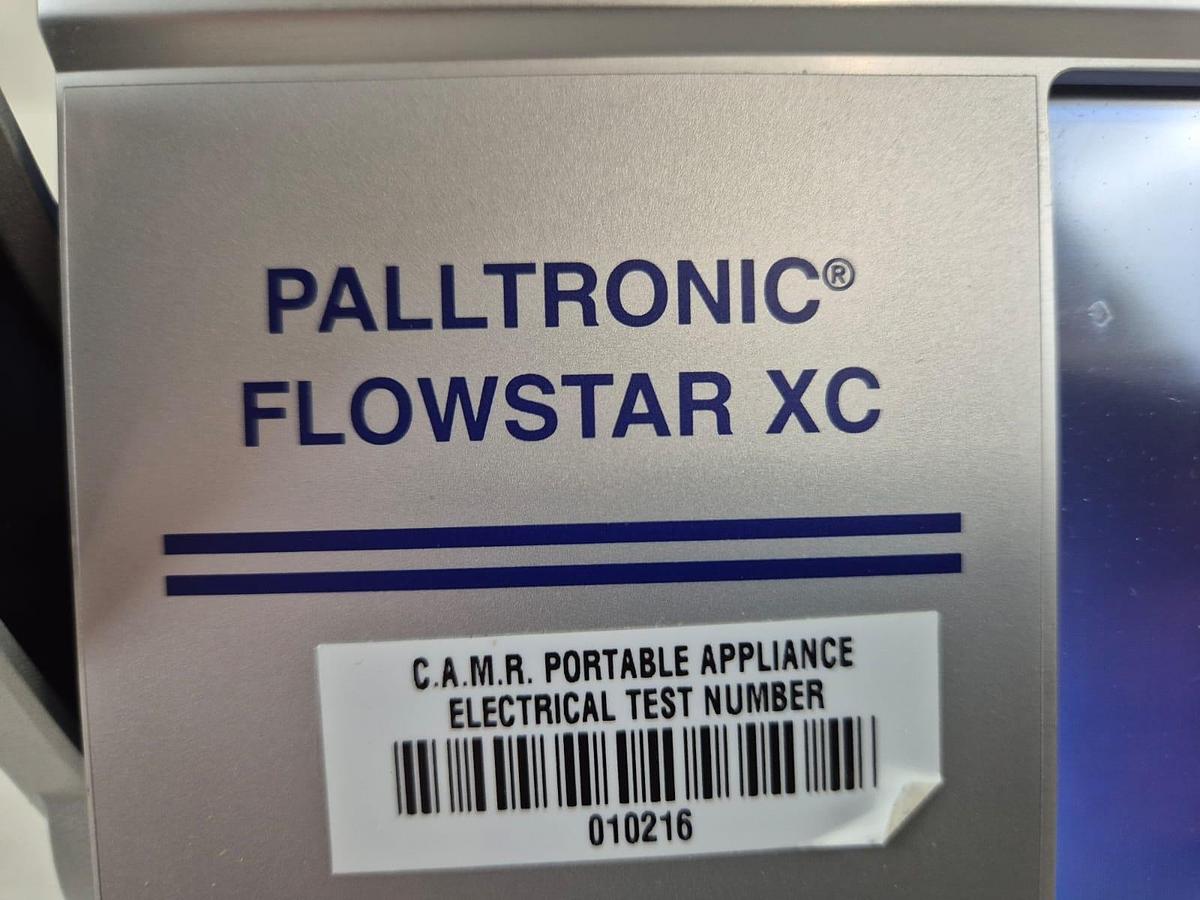 PALLTRONIC®
FLOWSTAR XC
C.A.M.R. PORTABLE APPLIANCE
ELECTRICAL TEST NUMBER
010216